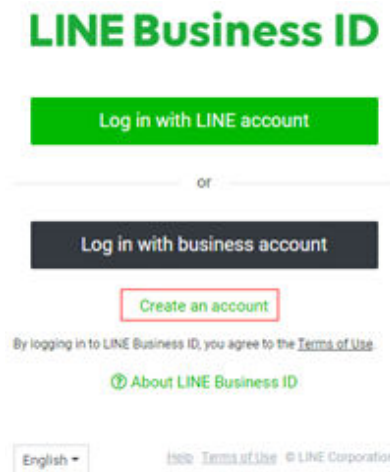 LINE Business ID
Log in with LINE account
or
Log in with business account
Create an account
By logging in to LINE Business ID, you agree to the Terms of Use.
? About LINE Business ID
English
Help Terms of Use © LINE Corporation